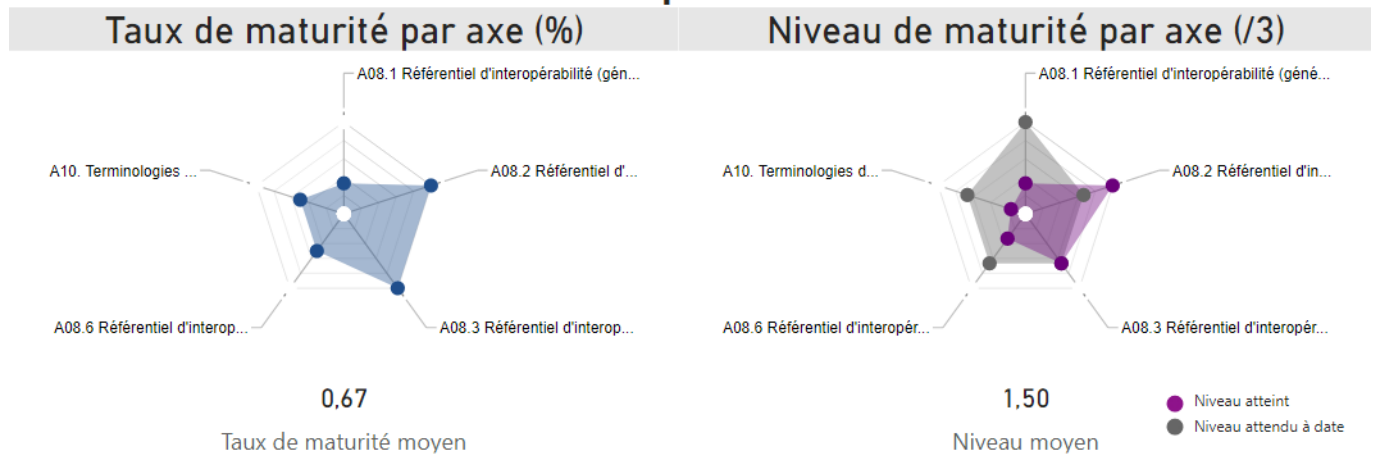 Taux de maturité par axe (%)
Niveau de maturité par axe (/3)
A08.1 Référentiel d'interopérabilité (gén...
A10. Terminologies ...
A08.2 Référentiel d'...
A08.6 Référentiel d'interop...
A08.3 Référentiel d'interop...
0,67
Taux de maturité moyen
A08.1 Référentiel d'interopérabilité (géné...
A10. Terminologies d...
A08.2 Référentiel d'in...
A08.6 Référentiel d'interopér...
A08.3 Référentiel d'interopér...
1,50
Niveau moyen
Niveau atteint
Niveau attendu à date